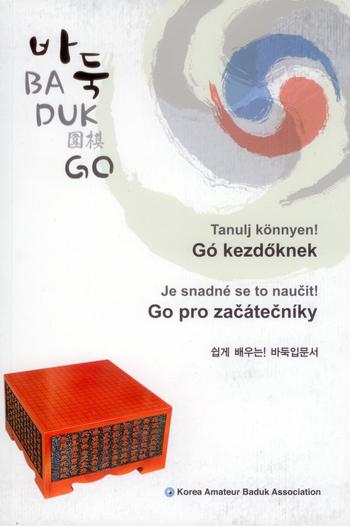 바둑
BA
DUK
圍棋
GO
Tanulj könnyen!
Gó kezdőknek
Je snadné se to naučit!
Go pro začátečníky
쉽게 배우는! 바둑입문서
Korea Amateur Baduk Association